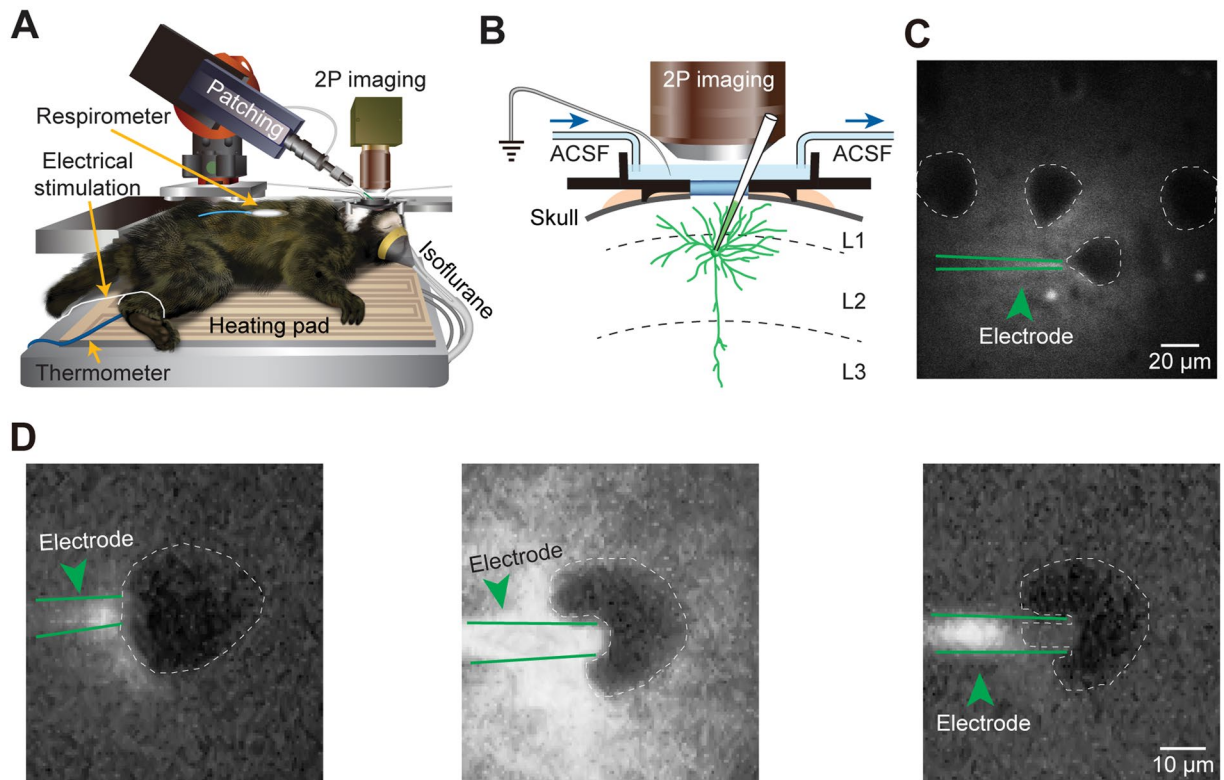 A
Patching
2P imaging
Respirometer
Electrical
stimulation
Isoflurane
Heating pad
Thermometer
B
2P imaging
ACSF
ACSF
Skull
L1
L2
L3
C
Electrode
20 µm
D
Electrode
Electrode
Electrode
10 µm